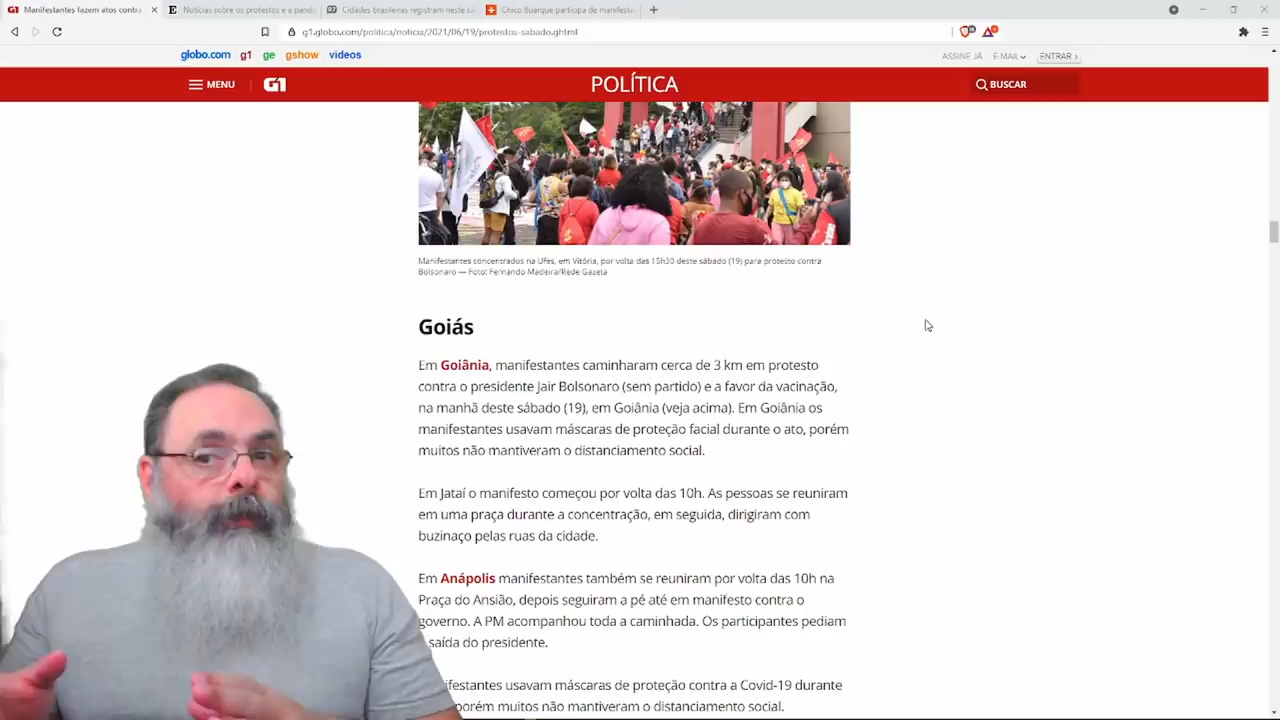 Manifestantes fazem atos contra
Notícias sobre os protestos e a panda
Cidades brasileiras registram neste sá
Chico Buarque participa de manifesta
g1.globo.com/politica/noticia/2021/06/19/protestos-sabado.ghtml
globo.com g1 ge gshow videos
ASSINE JÁ E-MAIL ENTRAR ›
MENU G1 POLÍTICA BUSCAR
Manifestantes concentrados na Ufes, em Vitória, por volta das 15h30 deste sábado (19) para protesto contra
Bolsonaro — Foto: Fernando Madeira/Rede Gazeta
Goiás
Em Goiânia, manifestantes caminharam cerca de 3 km em protesto
contra o presidente Jair Bolsonaro (sem partido) e a favor da vacinação,
na manhã deste sábado (19), em Goiânia (veja acima). Em Goiânia os
manifestantes usavam máscaras de proteção facial durante o ato, porém
muitos não mantiveram o distanciamento social.
Em Jataí o manifesto começou por volta das 10h. As pessoas se reuniram
em uma praça durante a concentração, em seguida, dirigiram com
buzinaço pelas ruas da cidade.
Em Anápolis manifestantes também se reuniram por volta das 10h na
Praça do Ansião, depois seguiram a pé até em manifesto contra o
governo. A PM acompanhou toda a caminhada. Os participantes pediam
saída do presidente.
ifestantes usavam máscaras de proteção contra a Covid-19 durante
porém muitos não mantiveram o distanciamento social.